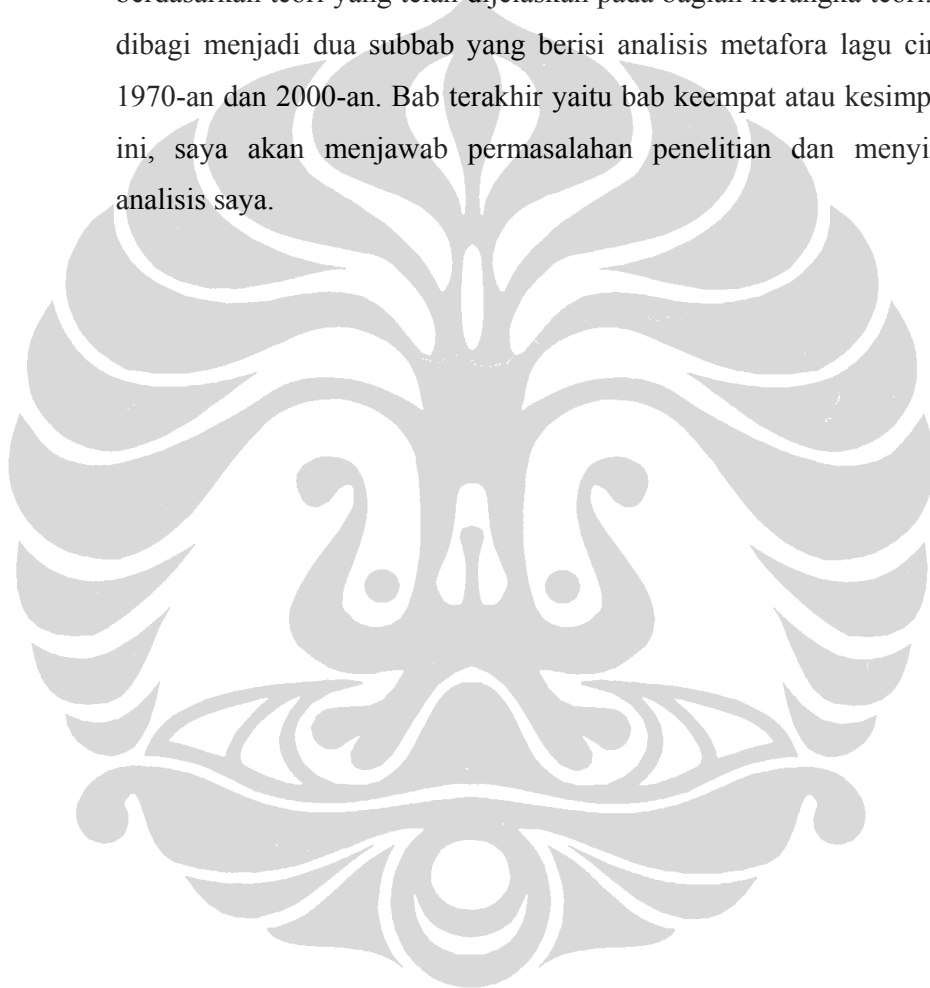 berdasarkan teori yang telah dijelaskan pada bagian kerangka teori.
dibagi menjadi dua subbab yang berisi analisis metafora lagu
1970-an dan 2000-an. Bab terakhir yaitu bab keempat atau
ini, saya akan menjawab permasalahan penelitian dan
analisis saya.